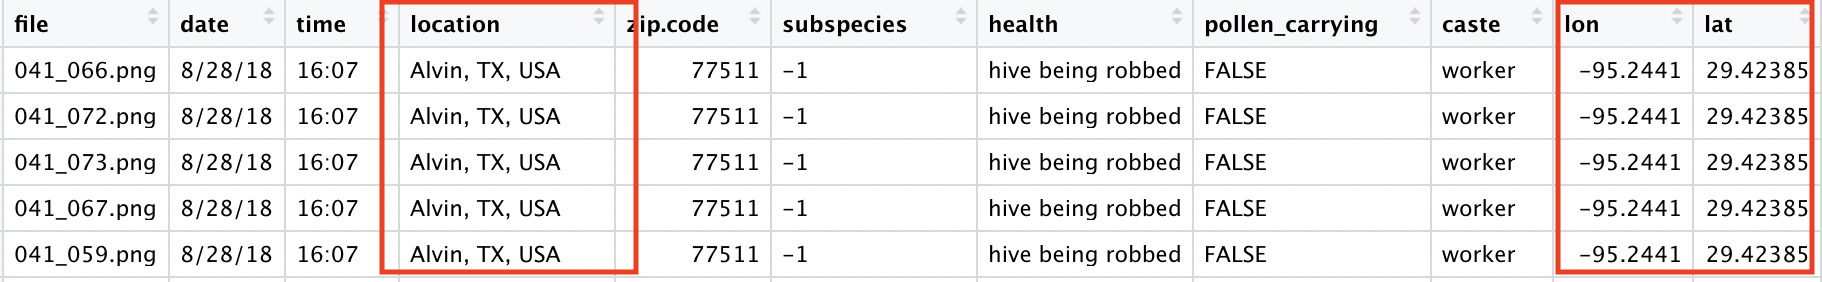 file date time location zip.code subspecies health pollen_carrying caste lon lat
041_066.png 8/28/18 16:07 Alvin, TX, USA 77511 -1 hive being robbed FALSE worker -95.2441 29.42385
041_072.png 8/28/18 16:07 Alvin, TX, USA 77511 -1 hive being robbed FALSE worker -95.2441 29.42385
041_073.png 8/28/18 16:07 Alvin, TX, USA 77511 -1 hive being robbed FALSE worker -95.2441 29.42385
041_067.png 8/28/18 16:07 Alvin, TX, USA 77511 -1 hive being robbed FALSE worker -95.2441 29.42385
041_059.png 8/28/18 16:07 Alvin, TX, USA 77511 -1 hive being robbed FALSE worker -95.2441 29.42385